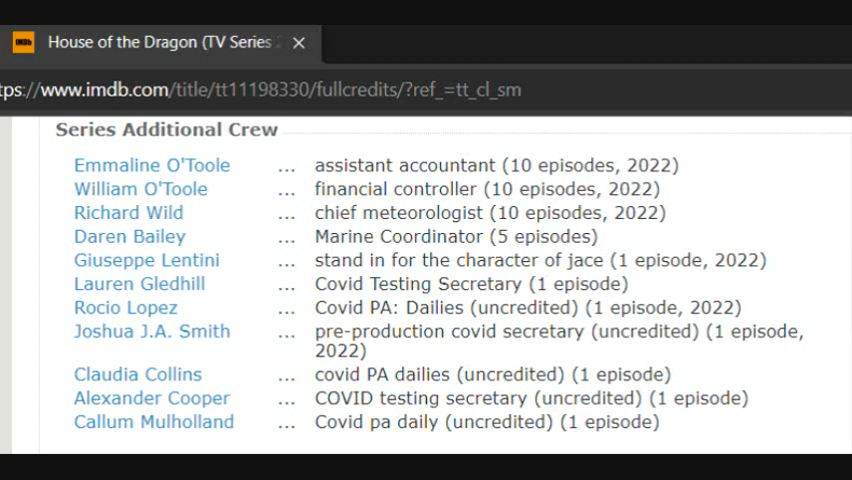 IMDb House of the Dragon (TV Series
tps://www.imdb.com/title/tt11198330/fullcredits/?ref_=tt_cl_sm
Series Additional Crew
Emmaline O'Toole ... assistant accountant (10 episodes, 2022)
William O'Toole ... financial controller (10 episodes, 2022)
Richard Wild ... chief meteorologist (10 episodes, 2022)
Daren Bailey ... Marine Coordinator (5 episodes)
Giuseppe Lentini ... stand in for the character of jace (1 episode, 2022)
Lauren Gledhill ... Covid Testing Secretary (1 episode)
Rocio Lopez ... Covid PA: Dailies (uncredited) (1 episode, 2022)
Joshua J.A. Smith ... pre-production covid secretary (uncredited) (1 episode,
2022)
Claudia Collins ... covid PA dailies (uncredited) (1 episode)
Alexander Cooper ... COVID testing secretary (uncredited) (1 episode)
Callum Mulholland ... Covid pa daily (uncredited) (1 episode)